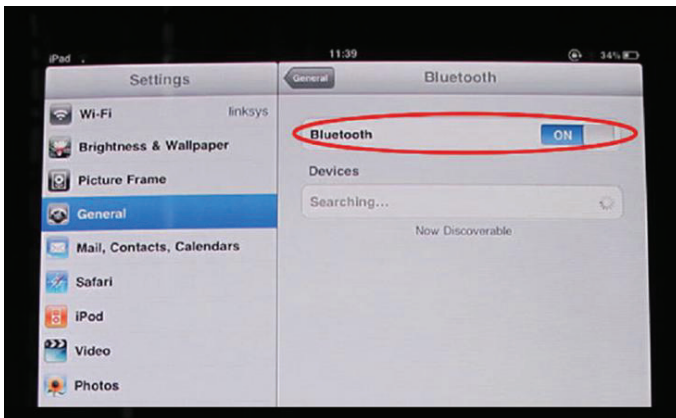 iPad
11:39
34%
Settings
General
Bluetooth
Wi-Fi
linksys
Brightness & Wallpaper
Picture Frame
General
Mail, Contacts, Calendars
Safari
iPod
Video
Photos
Bluetooth
ON
Devices
Searching...
Now Discoverable